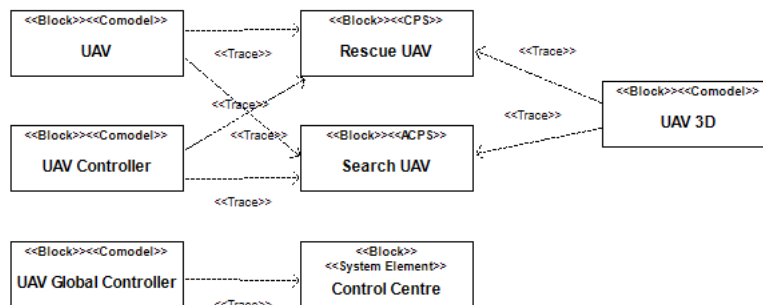 <<Block>><<Comodel>>
UAV
<<Trace>>
<<Block>><<CPS>>
Rescue UAV
<<Trace>>
<<Block>><<Comodel>>
UAV 3D
<<Trace>>
<<Trace>>
<<Block>><<Comodel>>
UAV Controller
<<Trace>>
<<Block>><<ACPS>>
Search UAV
<<Trace>>
<<Block>><<Comodel>>
UAV Global Controller
<<Trace>>
<<Block>>
<<System Element>>
Control Centre